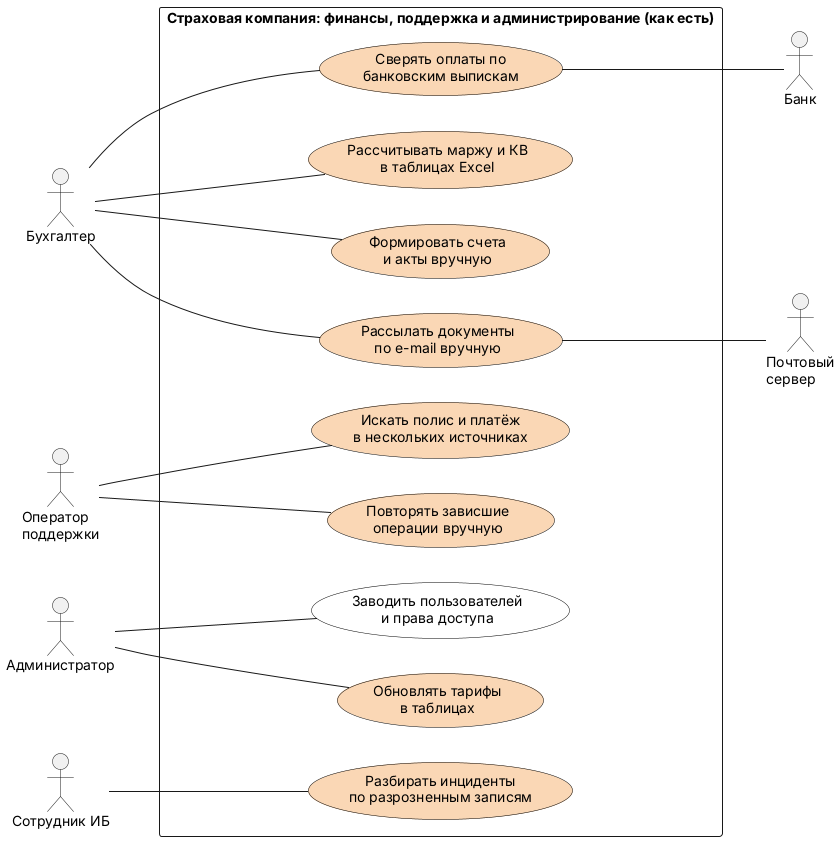 Страховая компания: финансы, поддержка и администрирование (как есть)
Сверять оплаты по
банковским выпискам
Банк
Рассчитывать маржу и КВ
в таблицах Excel
Бухгалтер
Формировать счета
и акты вручную
Рассылать документы
по e-mail вручную
Почтовый
сервер
Искать полис и платёж
в нескольких источниках
Оператор
поддержки
Повторять зависшие
операции вручную
Заводить пользователей
и права доступа
Администратор
Обновлять тарифы
в таблицах
Разбирать инциденты
по разрозненным записям
Сотрудник ИБ